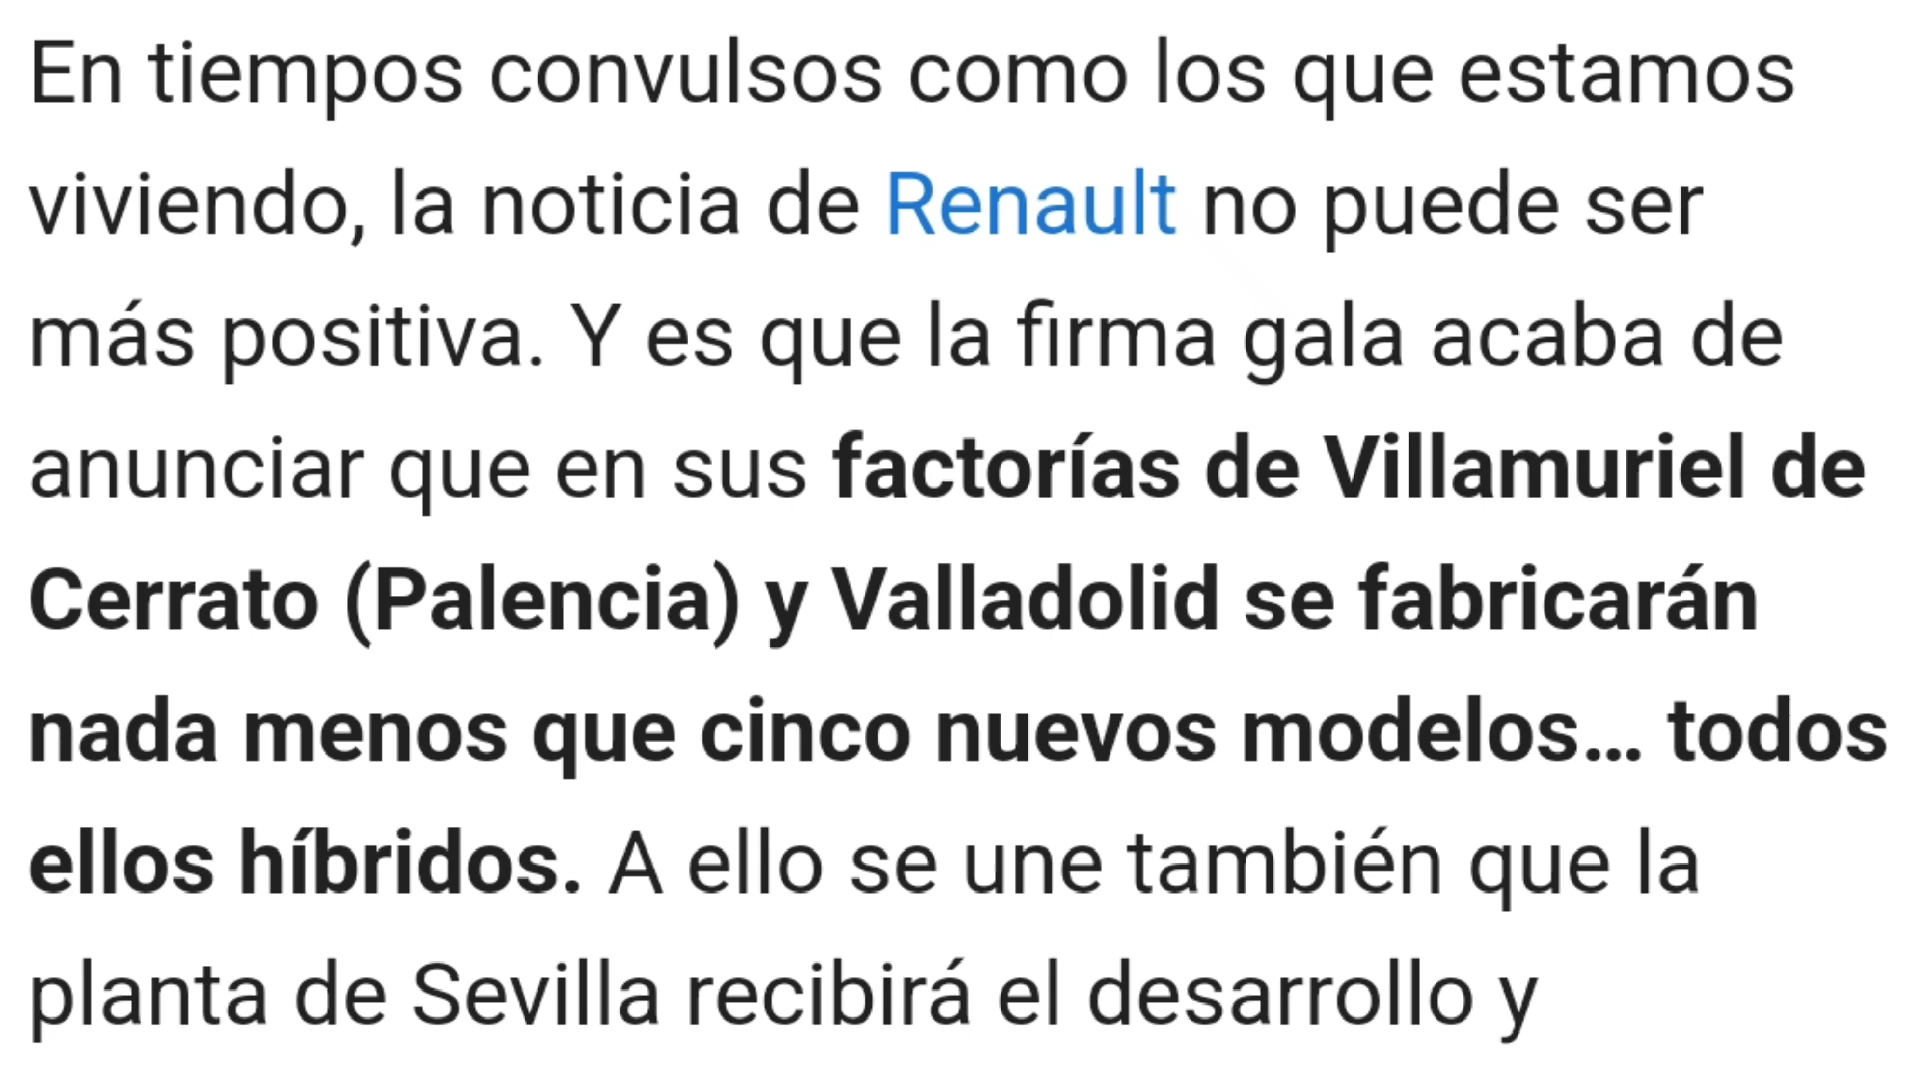 En tiempos convulsos como los que estamos
viviendo, la noticia de Renault no puede ser
más positiva. Y es que la firma gala acaba de
anunciar que en sus factorías de Villamuriel de
Cerrato (Palencia) y Valladolid se fabricarán
nada menos que cinco nuevos modelos... todos
ellos híbridos. A ello se une también que la
planta de Sevilla recibirá el desarrollo y